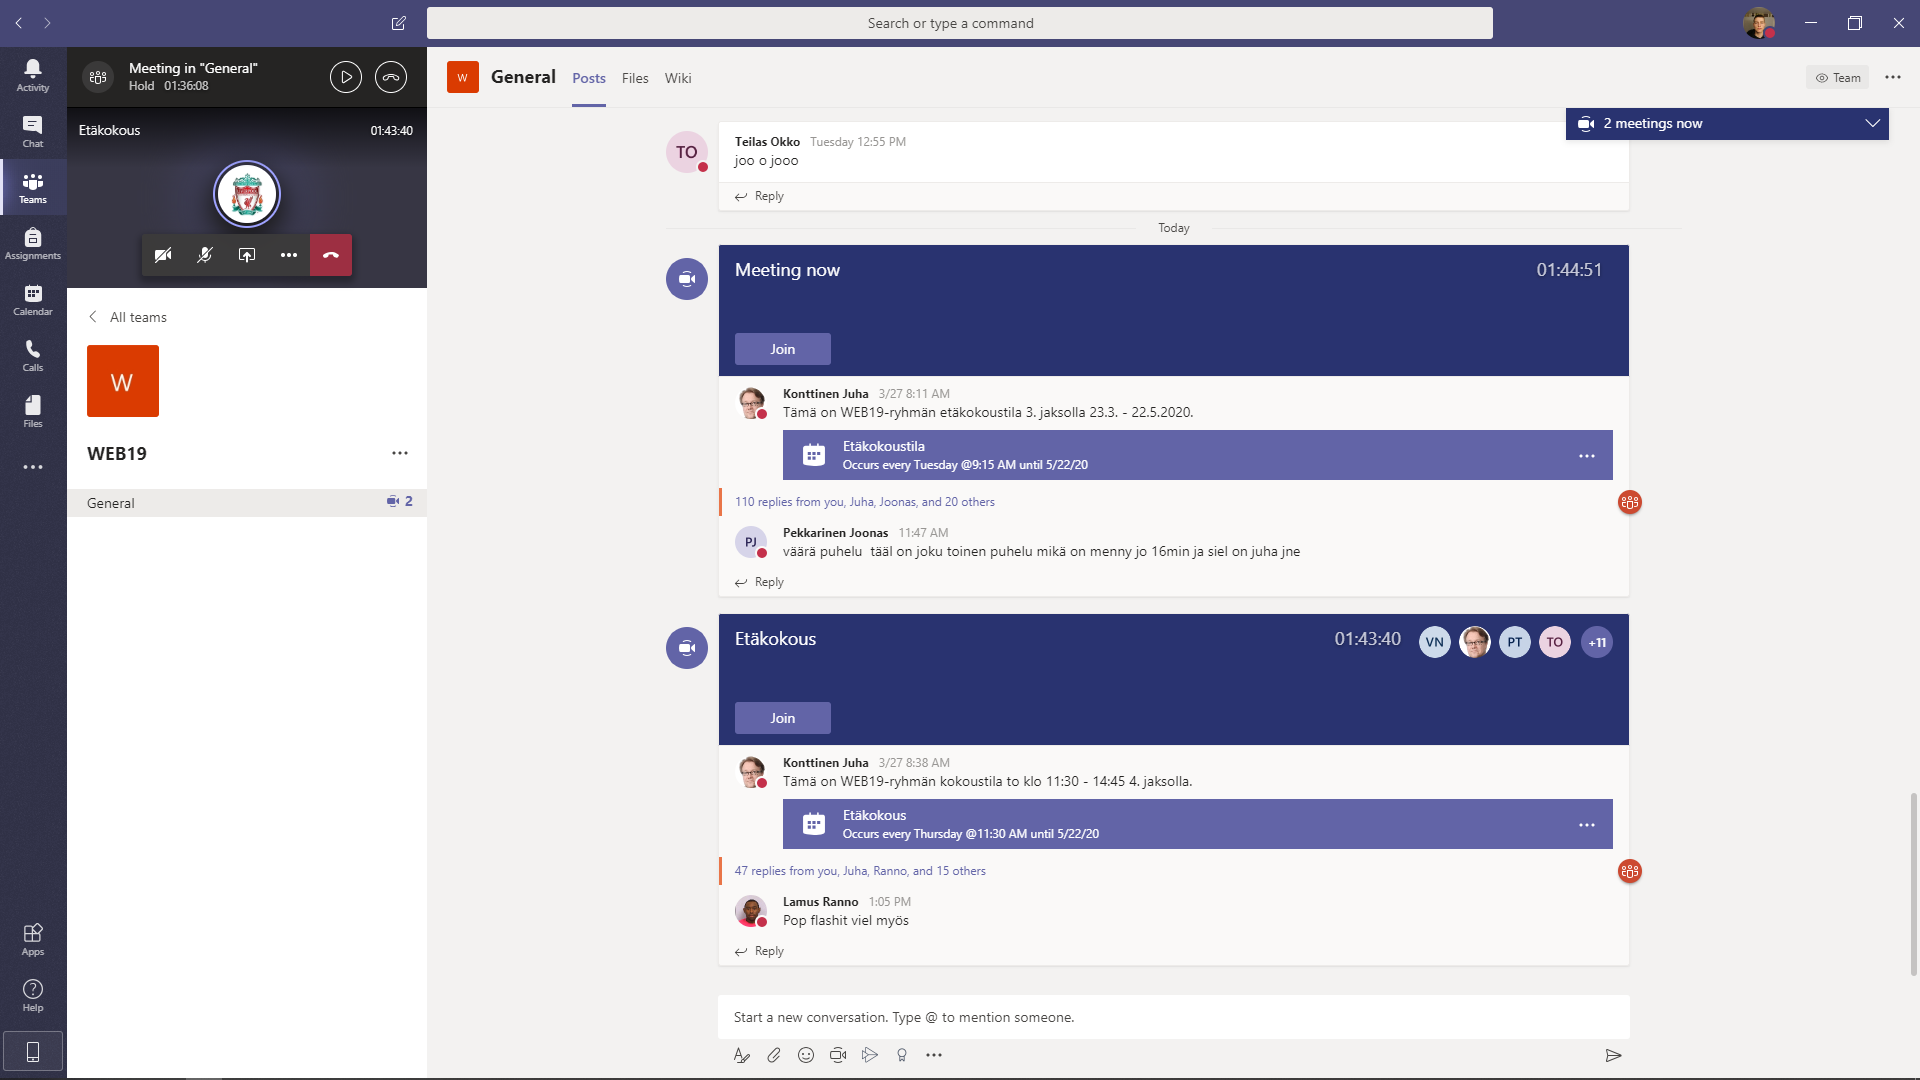 Search or type a command
Activity
Chat
Teams
Assignments
Calendar
Calls
Files
Apps
Help
Meeting in "General"
Hold 01:36:08
Etäkokous 01:43:40
All teams
W
WEB19
General 2
W General Posts Files Wiki Team
2 meetings now
TO Teilas Okko Tuesday 12:55 PM
joo o jooo
Reply
Today
Meeting now 01:44:51
Join
Konttinen Juha 3/27 8:11 AM
Tämä on WEB19-ryhmän etäkokoustila 3. jaksolla 23.3. - 22.5.2020.
Etäkokoustila
Occurs every Tuesday @9:15 AM until 5/22/20
110 replies from you, Juha, Joonas, and 20 others
PJ Pekkarinen Joonas 11:47 AM
väärä puhelu tääl on joku toinen puhelu mikä on menny jo 16min ja siel on juha jne
Reply
Etäkokous 01:43:40 VN PT TO +11
Join
Konttinen Juha 3/27 8:38 AM
Tämä on WEB19-ryhmän kokoustila to klo 11:30 - 14:45 4. jaksolla.
Etäkokous
Occurs every Thursday @11:30 AM until 5/22/20
47 replies from you, Juha, Ranno, and 15 others
Lamus Ranno 1:05 PM
Pop flashit viel myös
Reply
Start a new conversation. Type @ to mention someone.